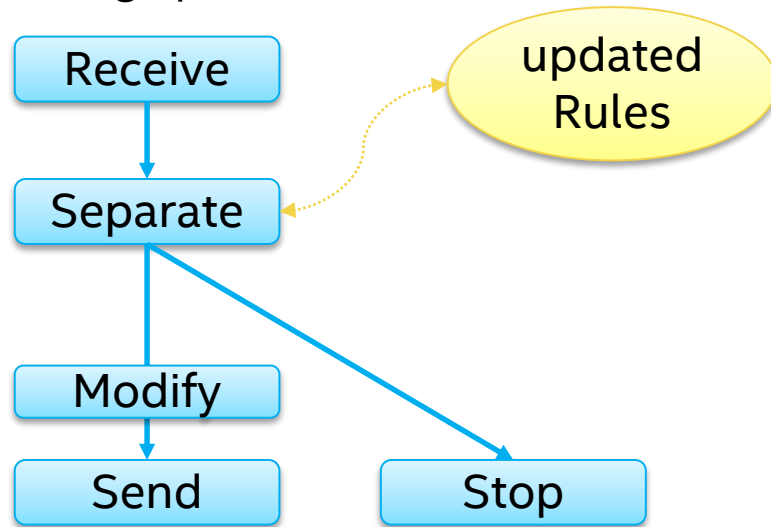 Receive
updated
Rules
Separate
Modify
Send
Stop